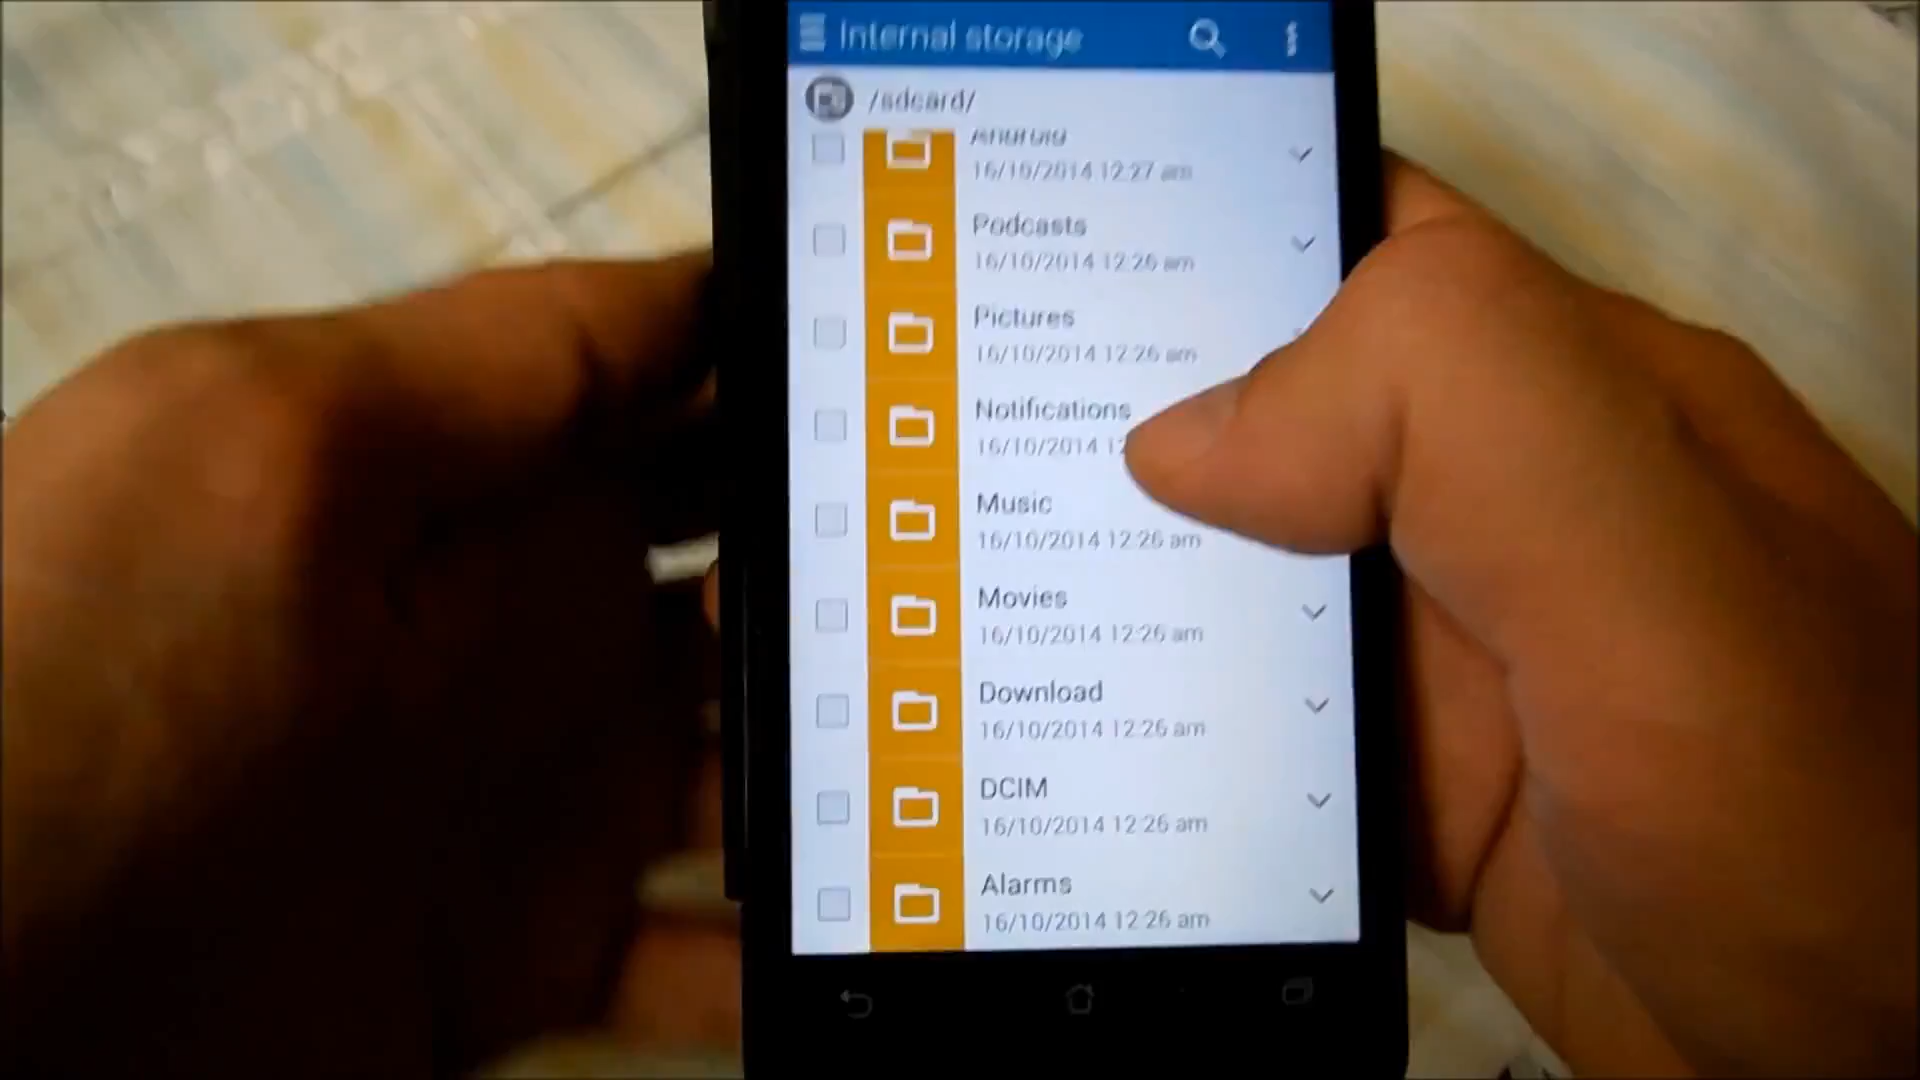 Internal storage
/sdcard/
Android
16/10/2014 12:27 am
Podcasts
16/10/2014 12:26 am
Pictures
16/10/2014 12:26 am
Notifications
16/10/2014 12
Music
16/10/2014 12:26 am
Movies
16/10/2014 12:26 am
Download
16/10/2014 12:26 am
DCIM
16/10/2014 12:26 am
Alarms
16/10/2014 12:26 am